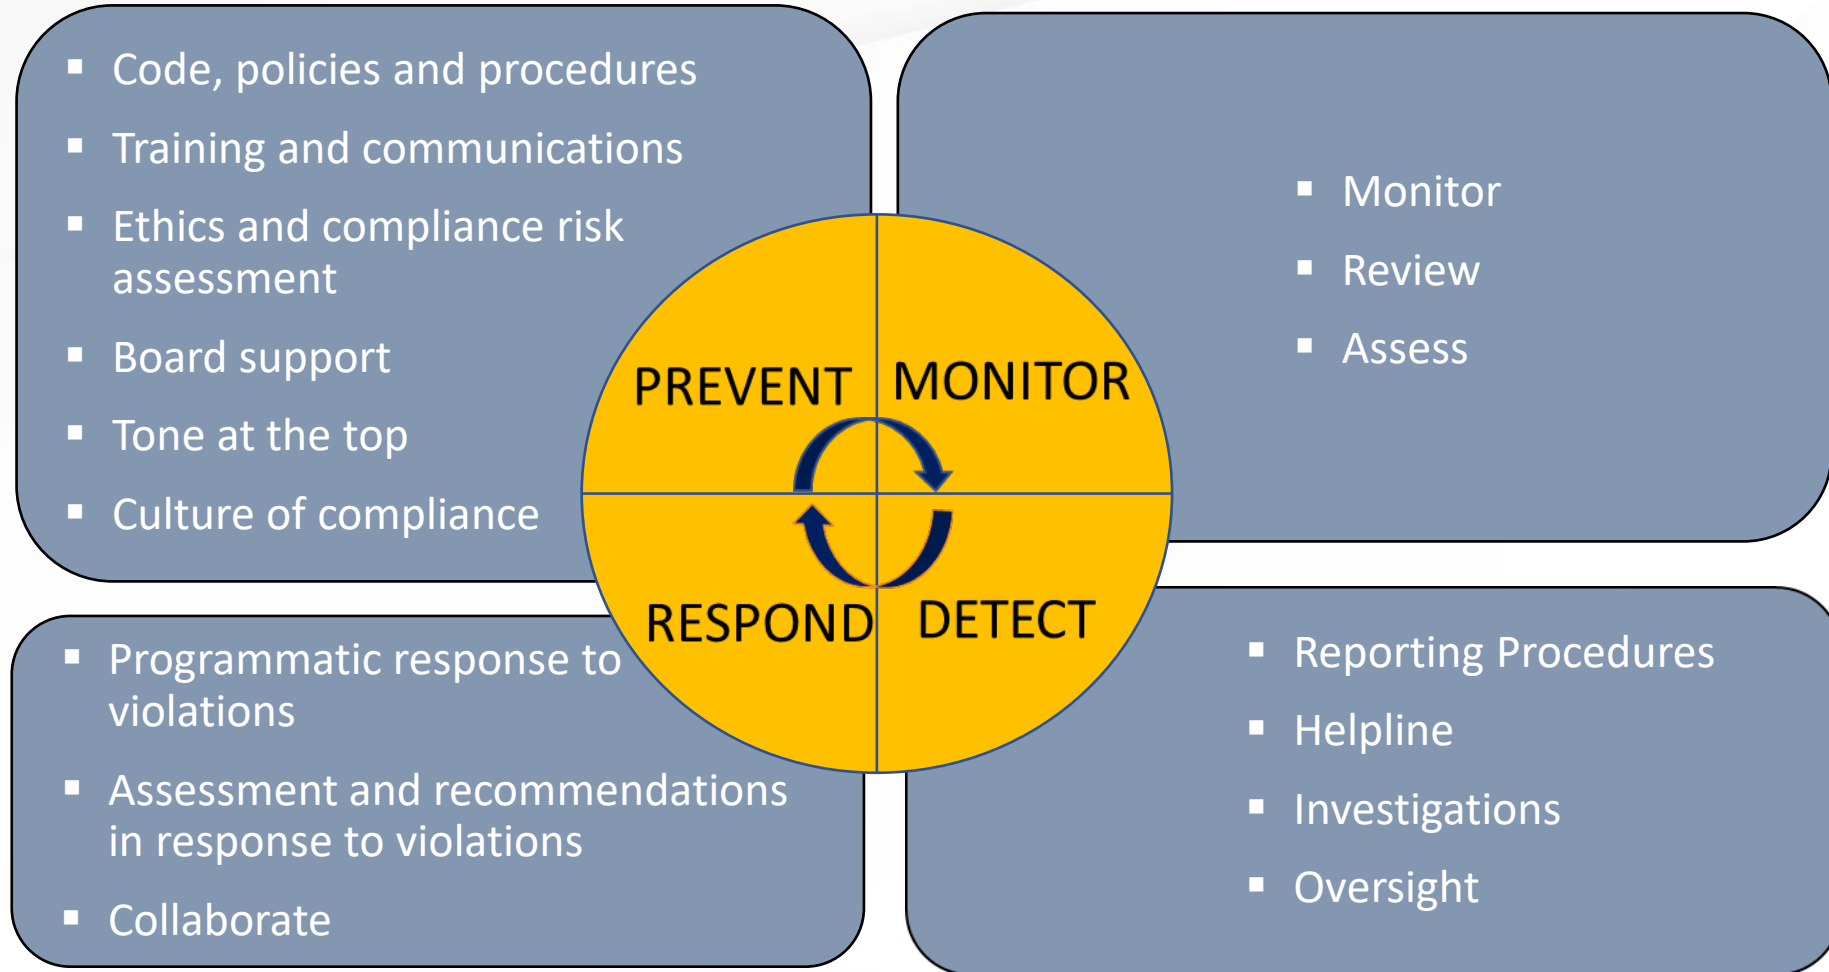 ▪ Code, policies and procedures
▪ Training and communications
▪ Ethics and compliance risk
assessment
▪ Board support
▪ Tone at the top
▪ Culture of compliance
▪ Monitor
▪ Review
▪ Assess
PREVENT
MONITOR
RESPOND
DETECT
▪ Programmatic response to
violations
▪ Assessment and recommendations
in response to violations
▪ Collaborate
▪ Reporting Procedures
▪ Helpline
▪ Investigations
▪ Oversight